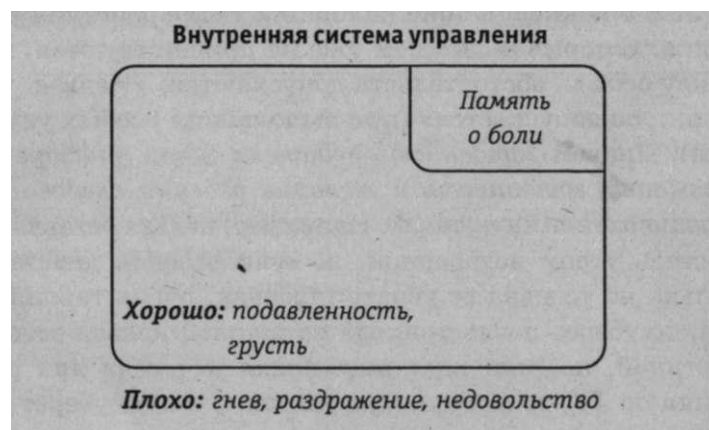 Внутренняя система управления
Память
о боли
Хорошо: подавленность,
грусть
Плохо: гнев, раздражение, недовольство